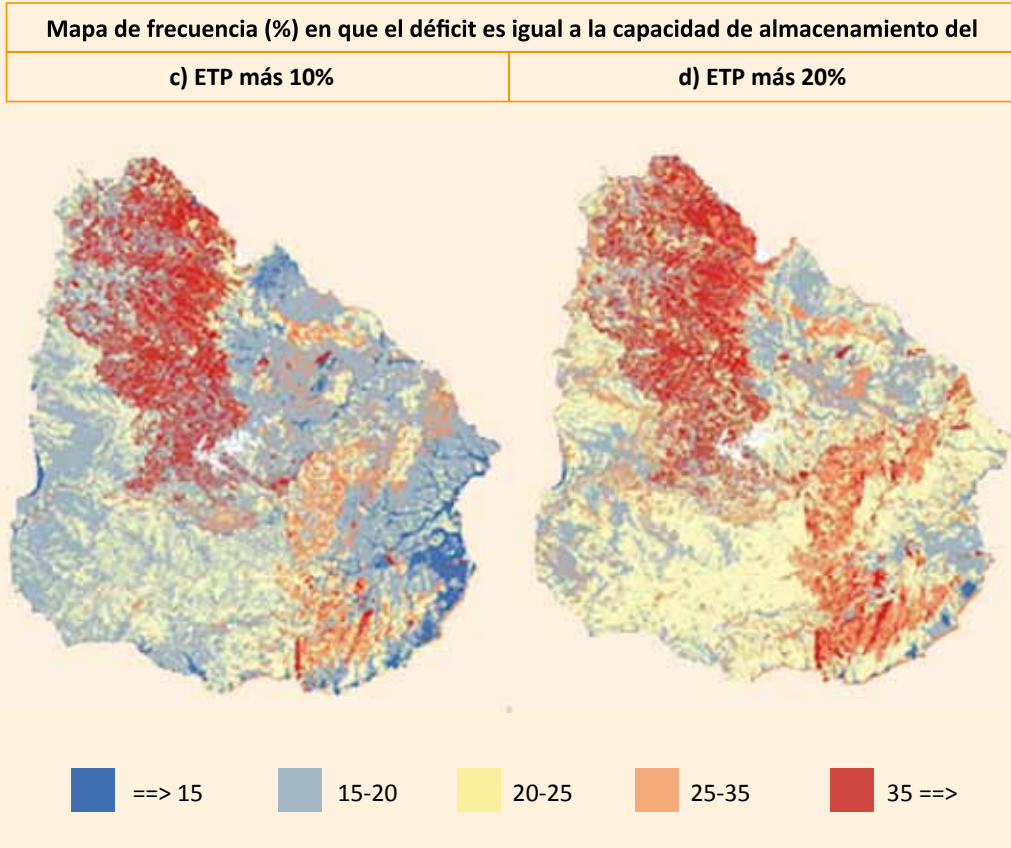 Mapa de frecuencia (%) en que el déficit es igual a la capacidad de almacenamiento del
c) ETP más 10%
d) ETP más 20%
==> 15
15-20
20-25
25-35
35 ==>